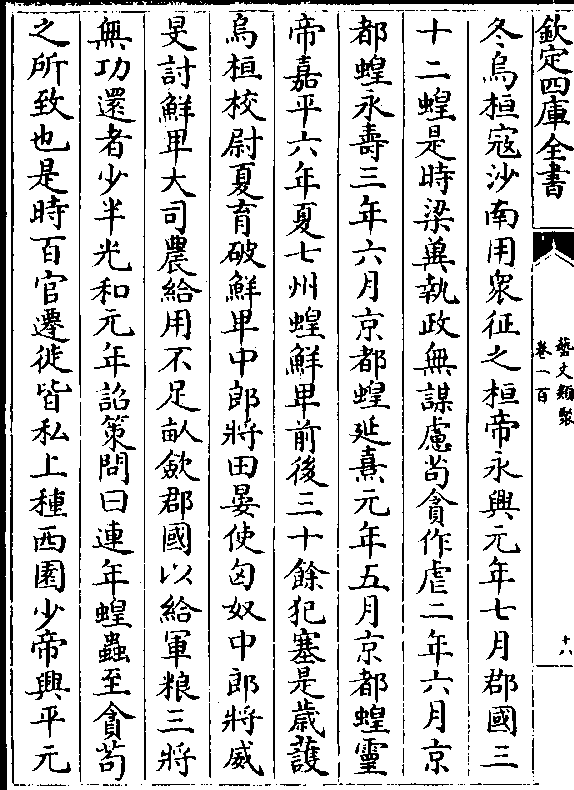 欽定四庫全書
藝文類聚
卷一百
十八
冬烏桓寇沙南用衆征之桓帝永興元年七月郡國三
十二蝗是時梁冀執政無謀慮苟貪作虐二年六月京
都蝗永壽三年六月京都蝗延熹元年五月京都蝗靈
帝嘉平六年夏七州蝗鮮卑前後三十餘犯塞是歲護
烏桓校尉夏育破鮮卑中郎將田晏使匈奴中郎將威
旻討鮮卑大司農給用不足畝歛郡國以給軍粮三將
無功還者少半光和元年詔策問曰連年蝗蟲至貪苟
之所致也是時百官遷徙皆私上種西園少帝興平元